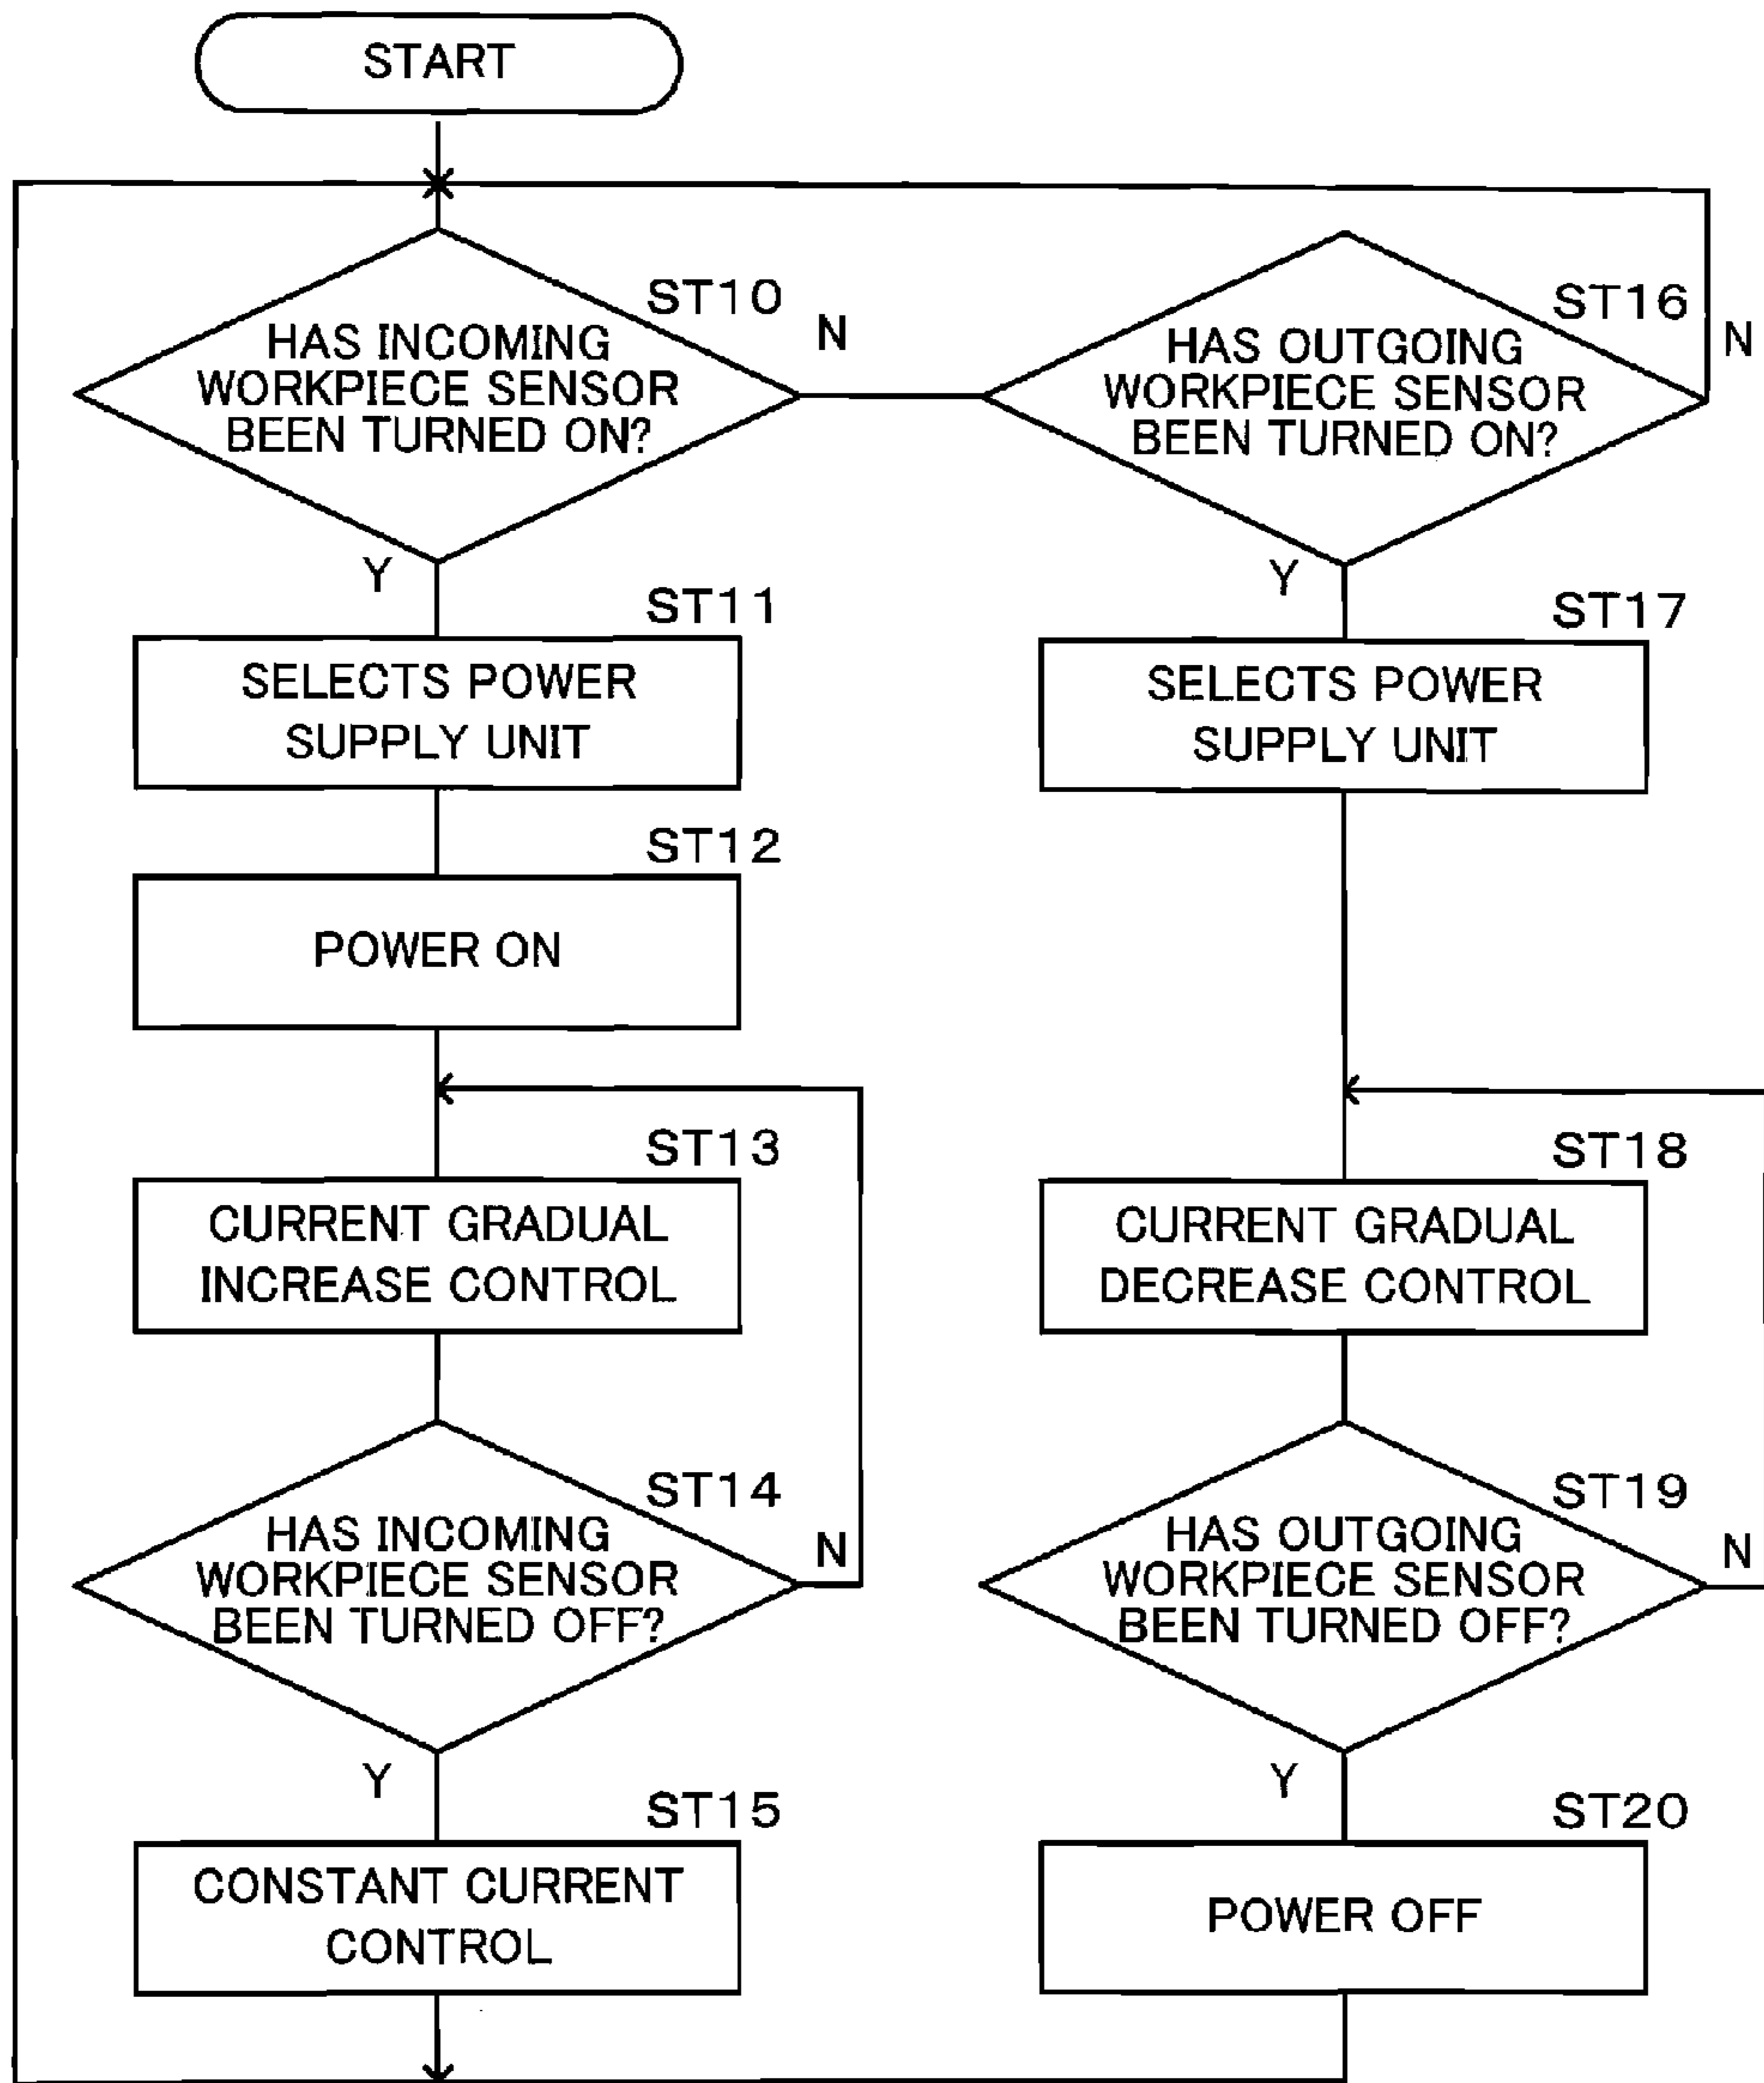 START
ST10
HAS INCOMING
WORKPIECE SENSOR
BEEN TURNED ON?
N
Y
ST16
HAS OUTGOING
WORKPIECE SENSOR
BEEN TURNED ON?
N
Y
ST11
SELECTS POWER
SUPPLY UNIT
ST17
SELECTS POWER
SUPPLY UNIT
ST12
POWER ON
ST13
CURRENT GRADUAL
INCREASE CONTROL
ST18
CURRENT GRADUAL
DECREASE CONTROL
ST14
HAS INCOMING
WORKPIECE SENSOR
BEEN TURNED OFF?
N
Y
ST19
HAS OUTGOING
WORKPIECE SENSOR
BEEN TURNED OFF?
N
Y
ST15
CONSTANT CURRENT
CONTROL
ST20
POWER OFF